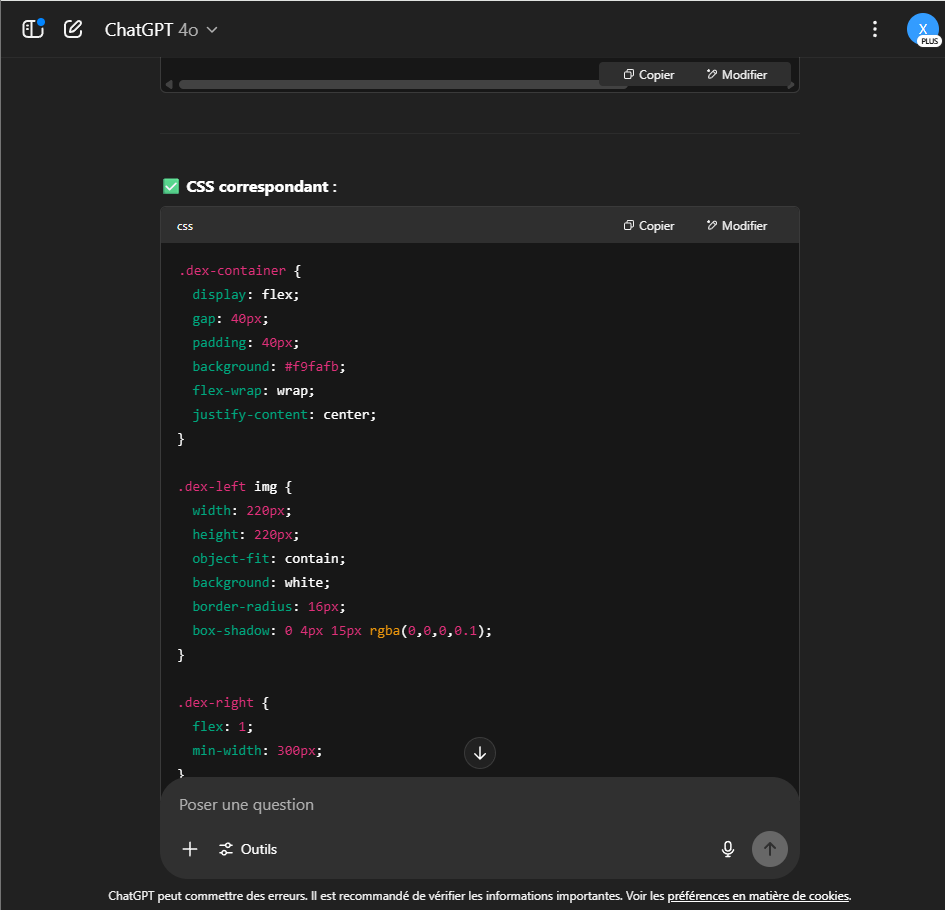 ChatGPT 4o
X
PLUS
Copier Modifier
CSS correspondant :
css Copier Modifier
.dex-container {
  display: flex;
  gap: 40px;
  padding: 40px;
  background: #f9fafb;
  flex-wrap: wrap;
  justify-content: center;
}
.dex-left img {
  width: 220px;
  height: 220px;
  object-fit: contain;
  background: white;
  border-radius: 16px;
  box-shadow: 0 4px 15px rgba(0,0,0,0.1);
}
.dex-right {
  flex: 1;
  min-width: 300px;
}
Poser une question
Outils
ChatGPT peut commettre des erreurs. Il est recommandé de vérifier les informations importantes. Voir les préférences en matière de cookies.